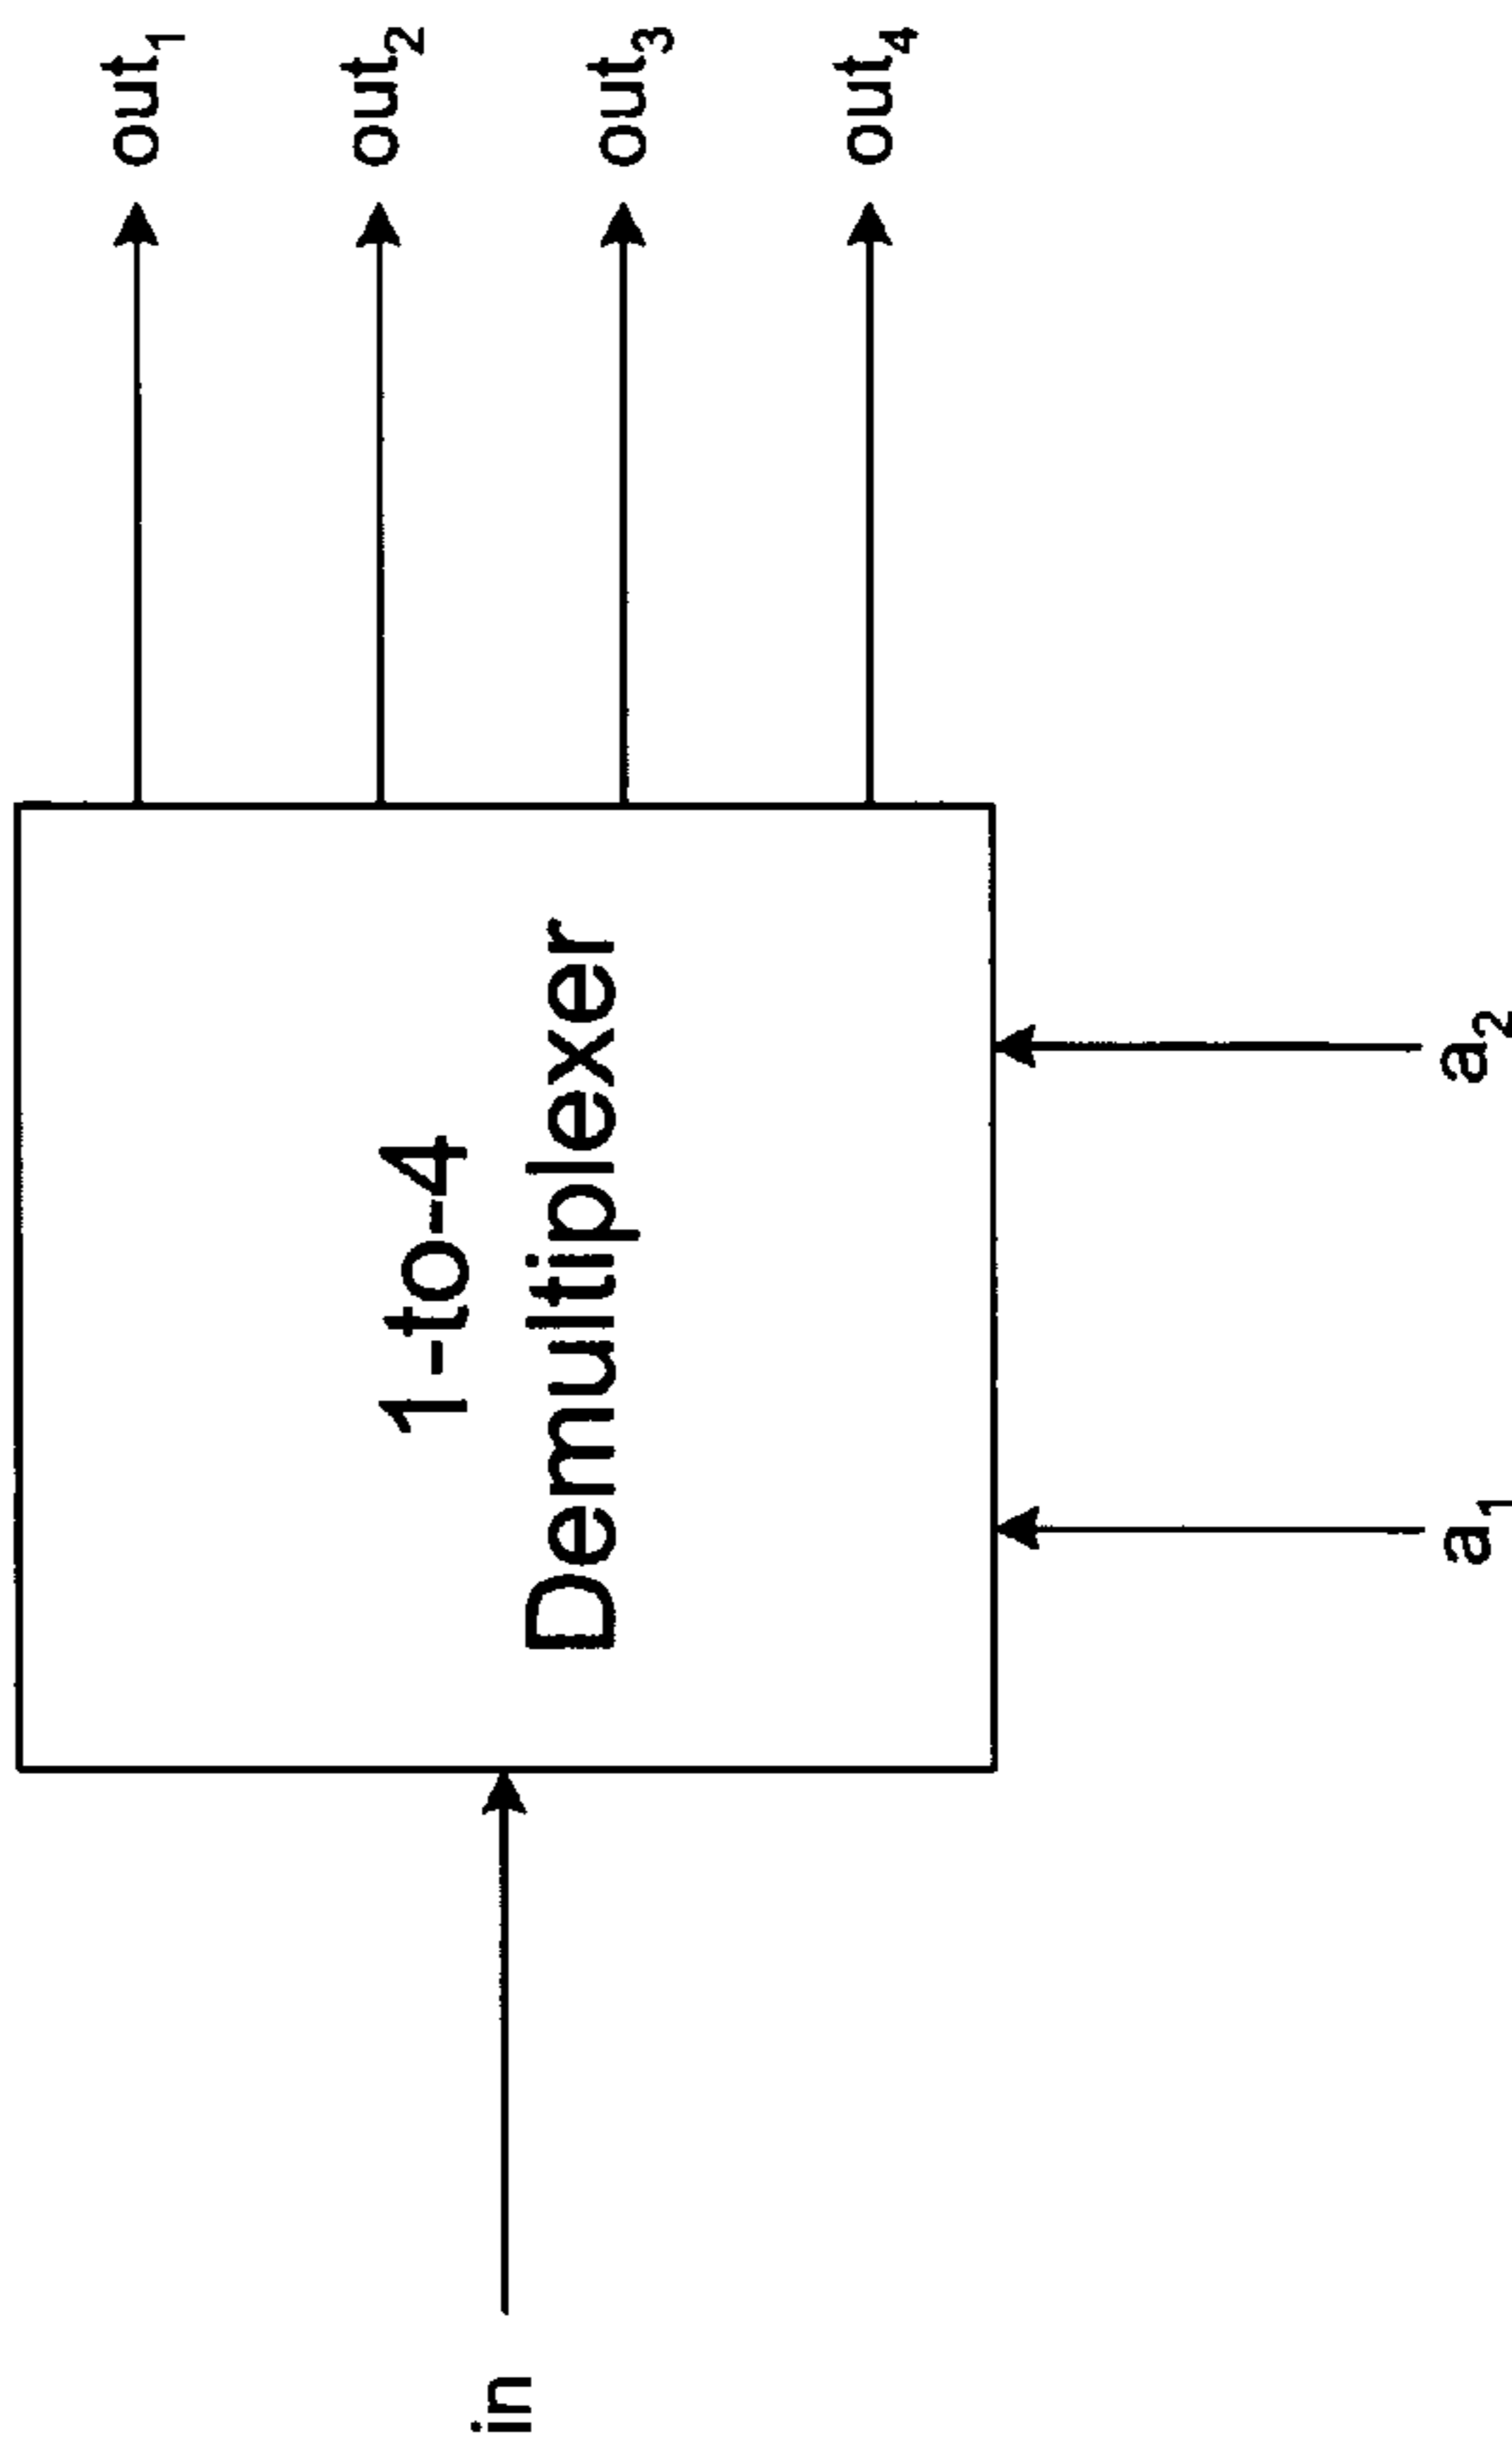 in
1-to-4
Demultiplexer
out₁
out₂
out₃
out₄
a₁
a₂